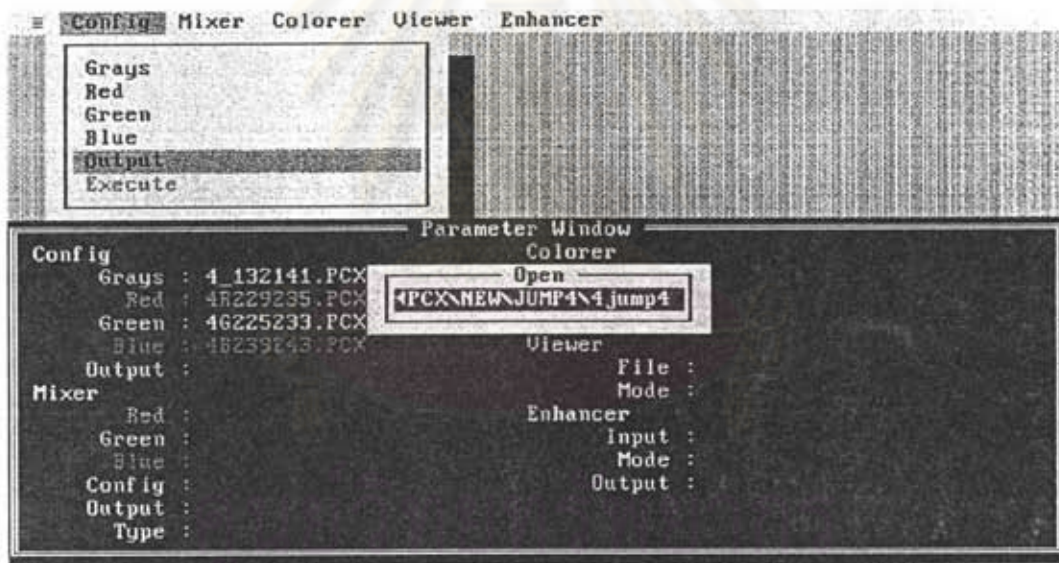 ≡ Config Mixer Colorer Viewer Enhancer
Grays
Red
Green
Blue
Output
Execute
Parameter Window
Config
Grays : 4_132141.PCX
Red : 4R229235.PCX
Green : 4G225233.PCX
Blue : 4B239243.PCX
Output :
Mixer
Red :
Green :
Blue :
Config :
Output :
Type :
Colorer
Open
◄PCX\NEW\JUMP4\4jump4
Viewer
File :
Mode :
Enhancer
Input :
Mode :
Output :